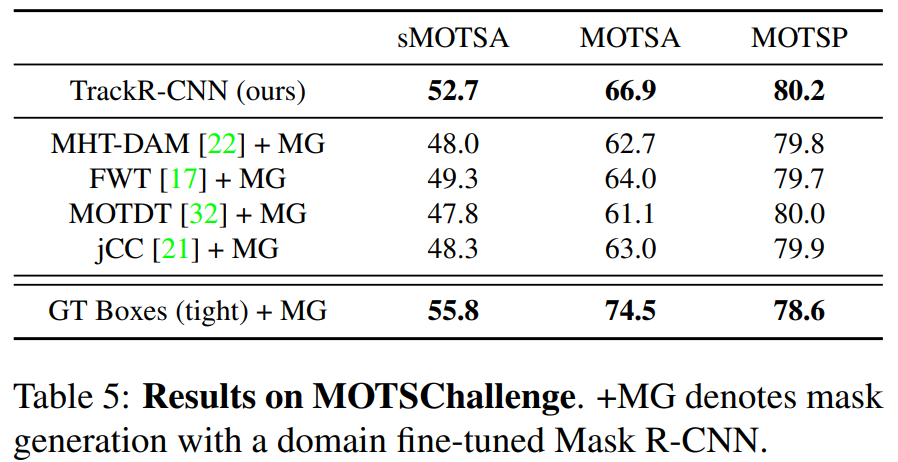 sMOTSA MOTSA MOTSP
TrackR-CNN (ours) 52.7 66.9 80.2
MHT-DAM [22] + MG 48.0 62.7 79.8
FWT [17] + MG 49.3 64.0 79.7
MOTDT [32] + MG 47.8 61.1 80.0
jCC [21] + MG 48.3 63.0 79.9
GT Boxes (tight) + MG 55.8 74.5 78.6
Table 5: Results on MOTSChallenge. +MG denotes mask
generation with a domain fine-tuned Mask R-CNN.